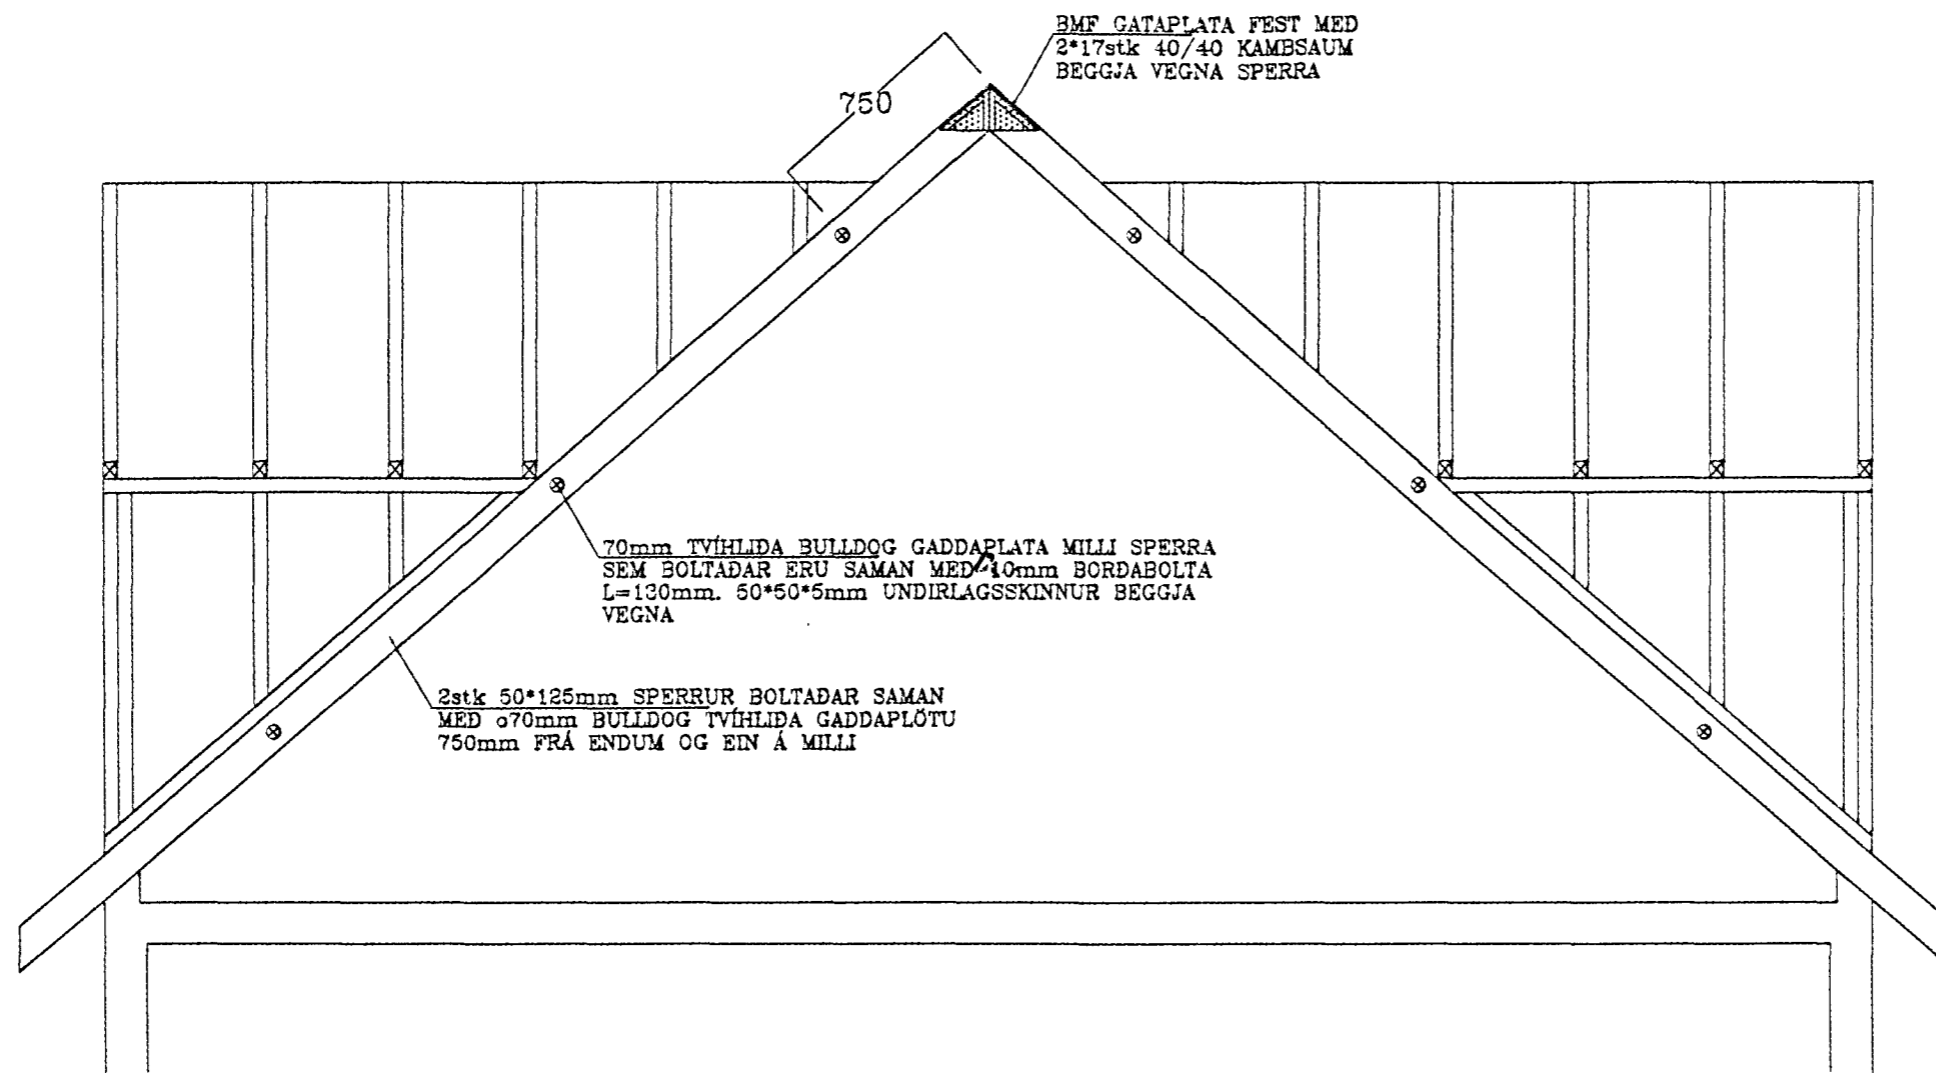 BMF GATAPLATA FEST MED
2*17stk 40/40 KAMBSAUM
BEGGJA VEGNA SPERRA
750
70mm TVÍHLIÐA BULLDOG GADDAPLATA MILLI SPERRA
SEM BOLTAÐAR ERU SAMAN MEÐ 10mm BORÐABOLTA
L=130mm. 50*50*5mm UNDIRLAGSSKINNUR BEGGJA
VEGNA
2stk 50*125mm SPERRUR BOLTAÐAR SAMAN
MEÐ ø70mm BULLDOG TVÍHLIÐA GADDAPLÖTU
750mm FRÁ ENDUM OG EIN Á MILLI